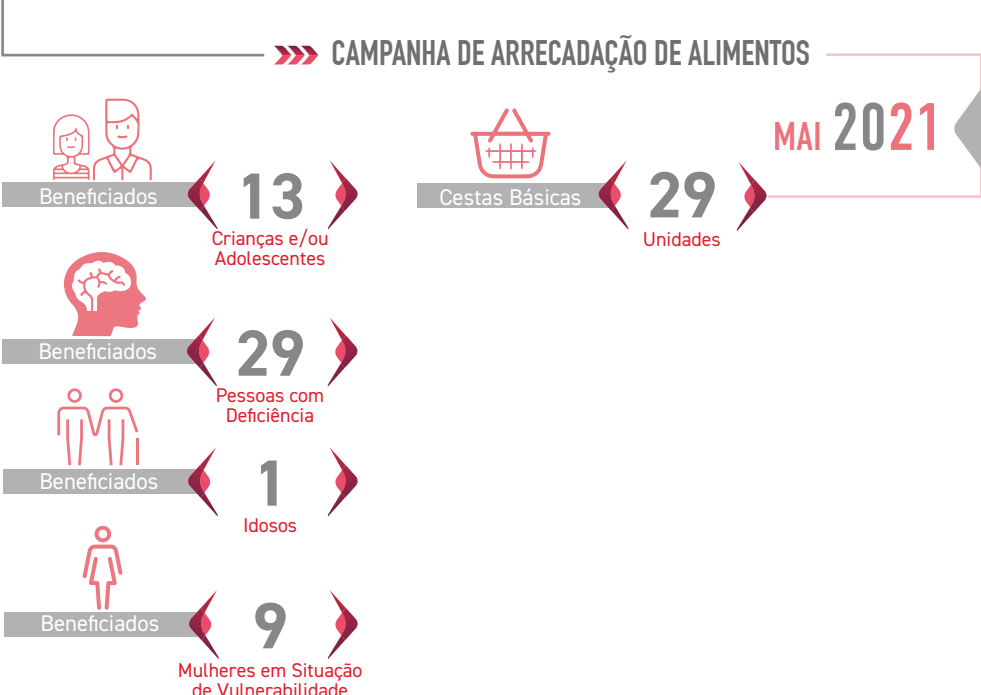 CAMPANHA DE ARRECADAÇÃO DE ALIMENTOS
MAI 2021
Beneficiados
13
Crianças e/ou
Adolescentes
Cestas Básicas
29
Unidades
Beneficiados
29
Pessoas com
Deficiência
Beneficiados
1
Idosos
Beneficiados
9
Mulheres em Situação
de Vulnerabilidade